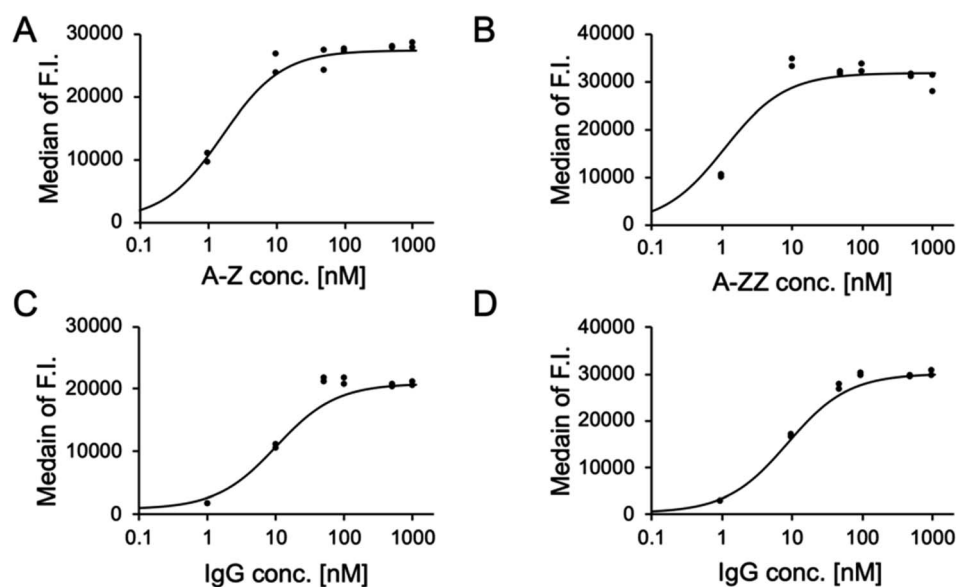 A
Median of F.I.
30000
20000
10000
0
0.1 1 10 100 1000
A-Z conc. [nM]
B
Median of F.I.
40000
30000
20000
10000
0
0.1 1 10 100 1000
A-ZZ conc. [nM]
C
Medain of F.I.
30000
20000
10000
0
0.1 1 10 100 1000
IgG conc. [nM]
D
Medain of F.I.
40000
30000
20000
10000
0
0.1 1 10 100 1000
IgG conc. [nM]